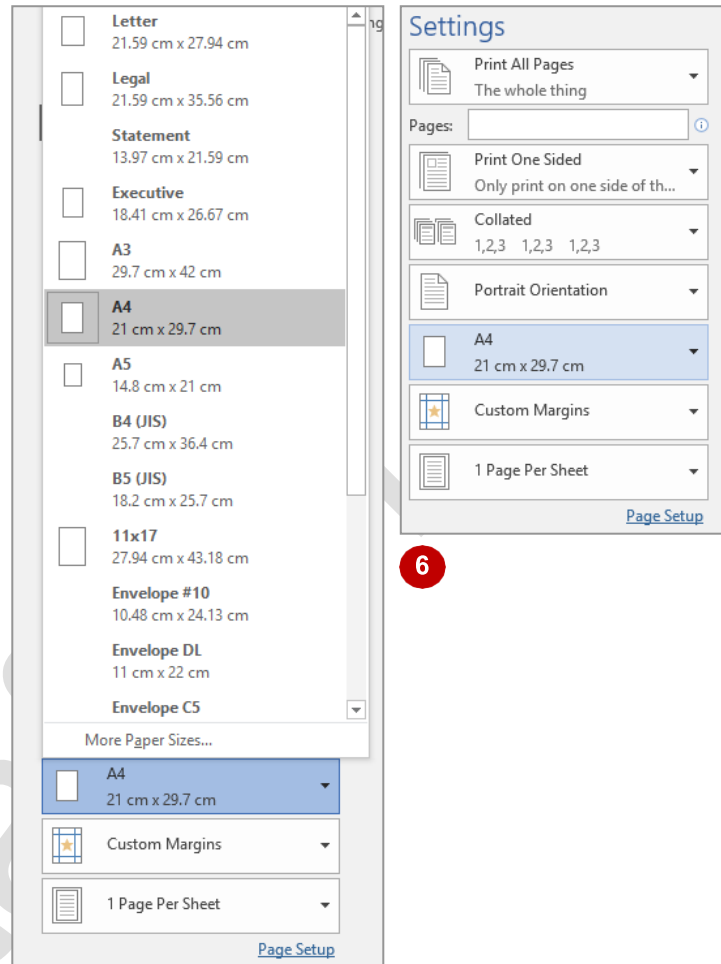 Letter
21.59 cm x 27.94 cm
Legal
21.59 cm x 35.56 cm
Statement
13.97 cm x 21.59 cm
Executive
18.41 cm x 26.67 cm
A3
29.7 cm x 42 cm
A4
21 cm x 29.7 cm
A5
14.8 cm x 21 cm
B4 (JIS)
25.7 cm x 36.4 cm
B5 (JIS)
18.2 cm x 25.7 cm
11x17
27.94 cm x 43.18 cm
Envelope #10
10.48 cm x 24.13 cm
Envelope DL
11 cm x 22 cm
Envelope C5
More Paper Sizes...
A4
21 cm x 29.7 cm
Custom Margins
1 Page Per Sheet
Page Setup
ng
Settings
Print All Pages
The whole thing
Pages:
Print One Sided
Only print on one side of th...
Collated
1,2,3 1,2,3 1,2,3
Portrait Orientation
A4
21 cm x 29.7 cm
Custom Margins
1 Page Per Sheet
Page Setup
6